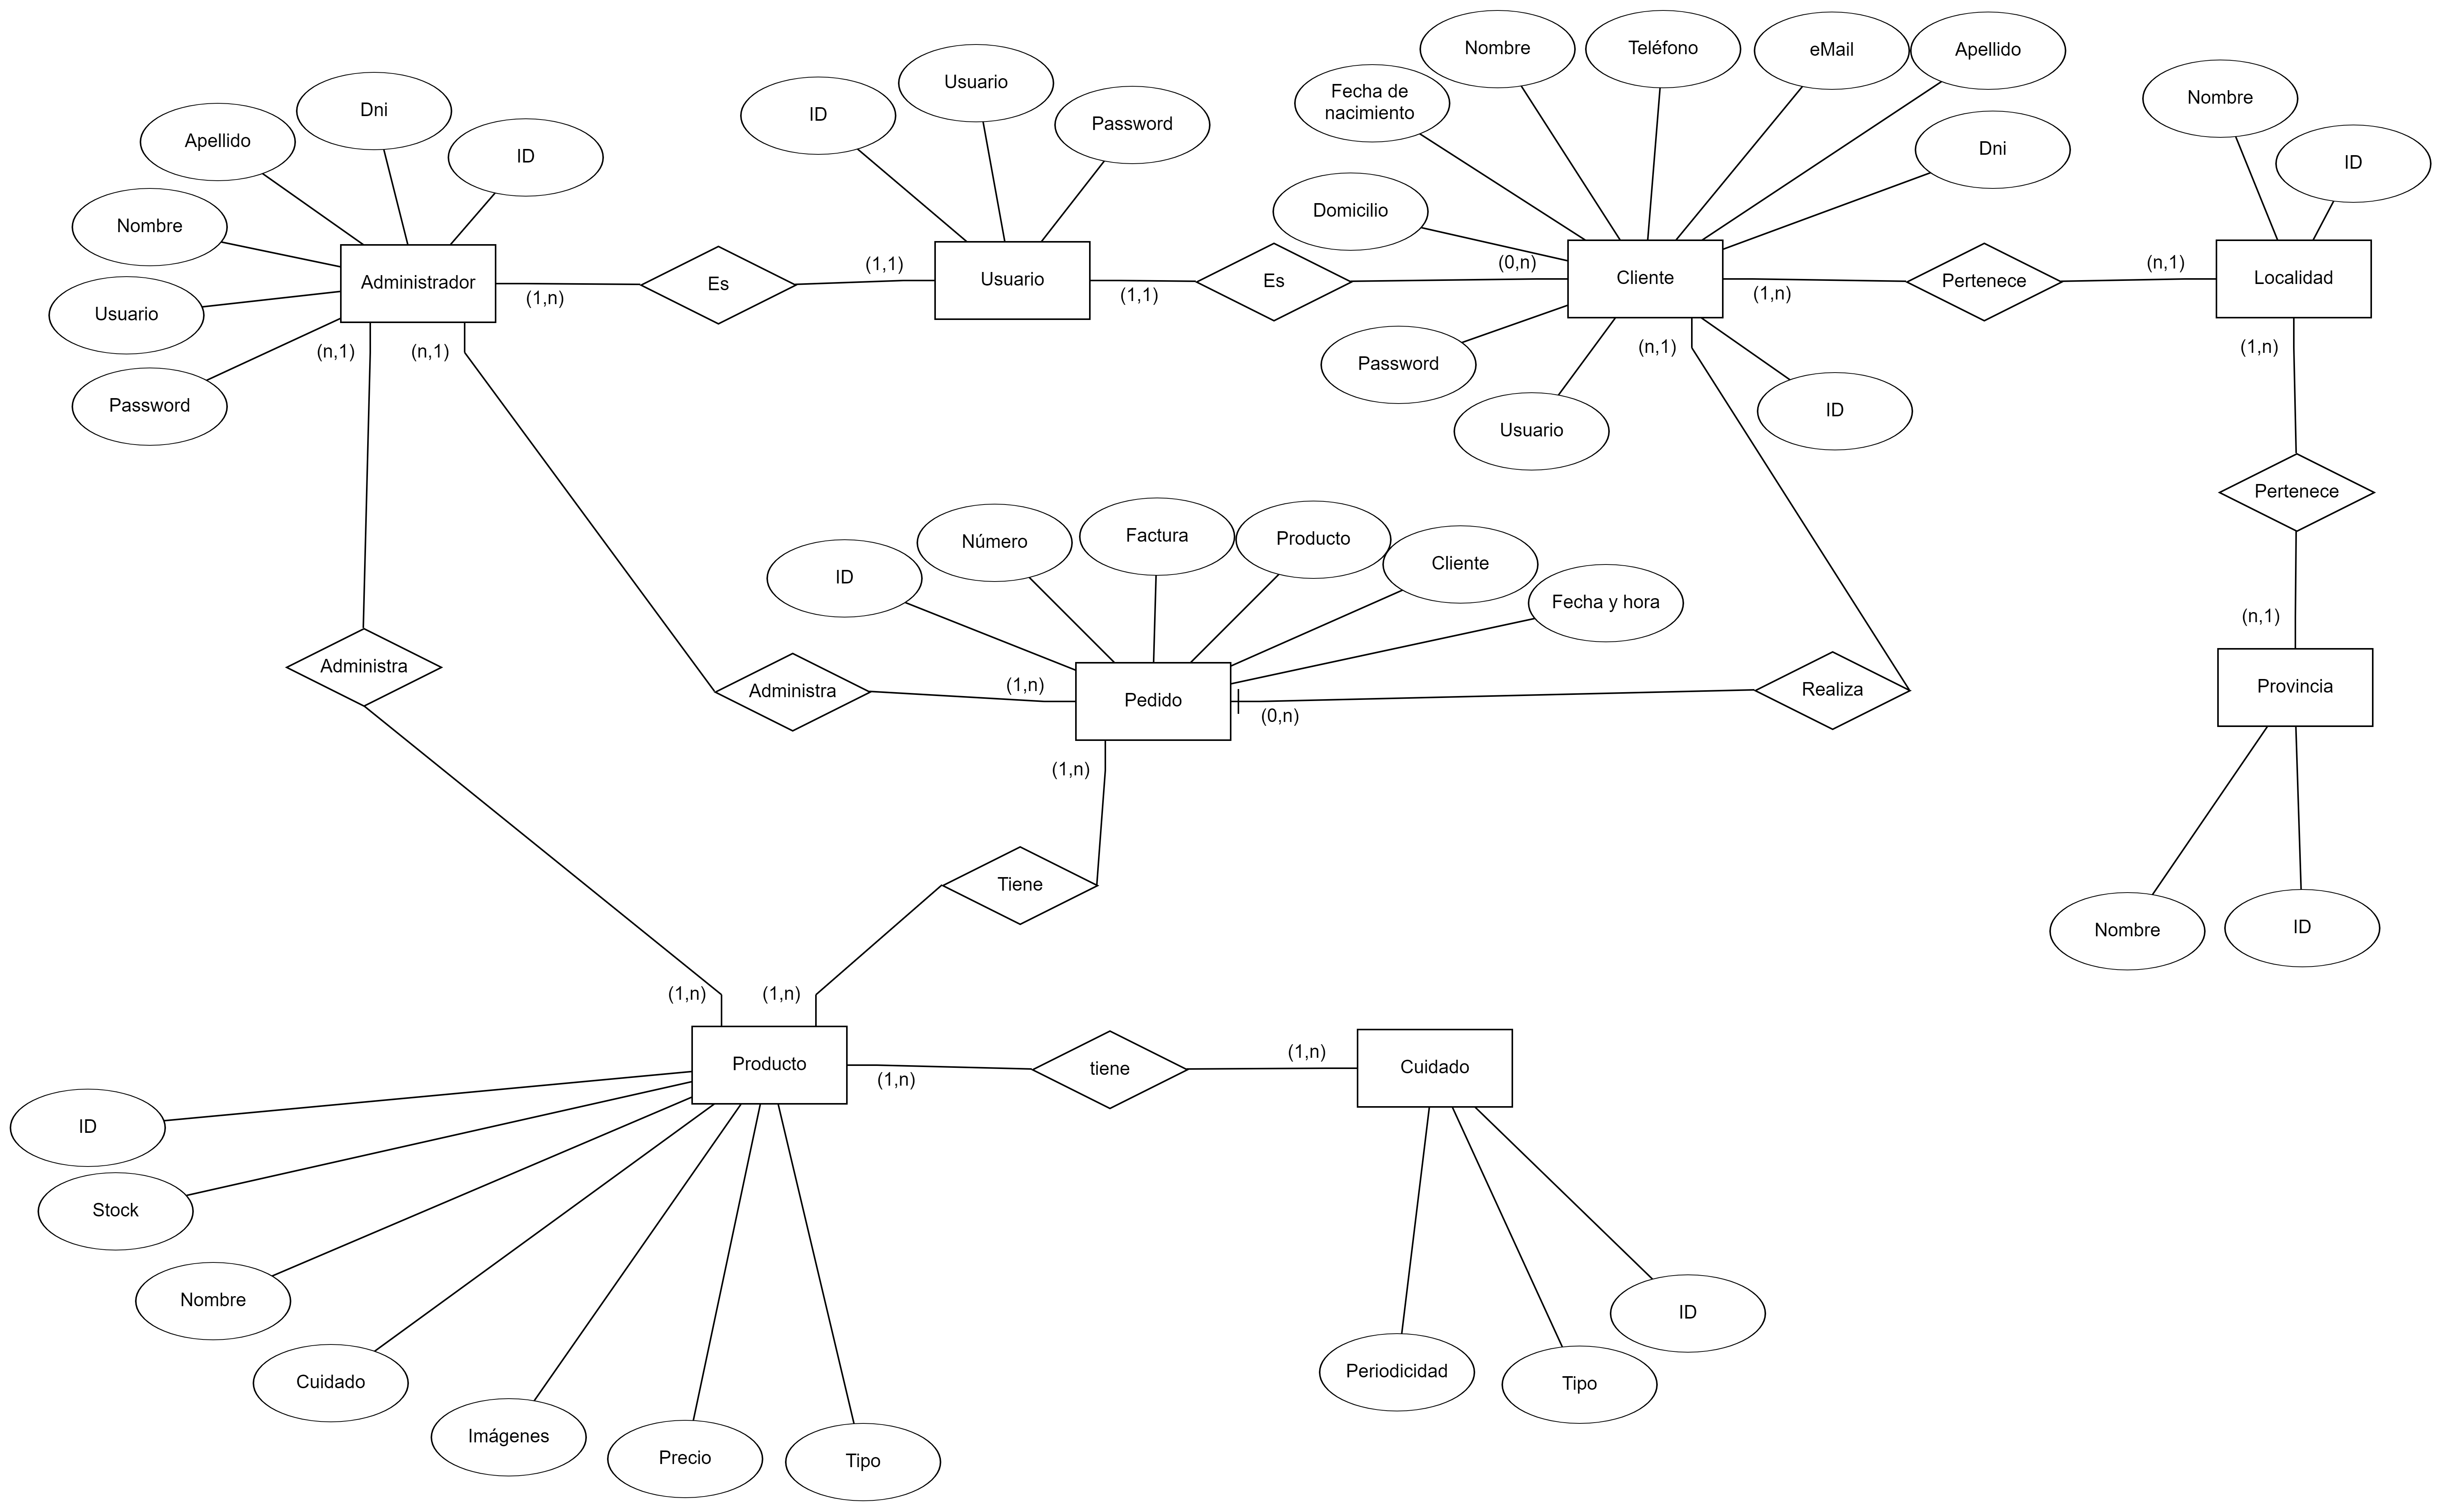 Nombre
Teléfono
eMail
Apellido
Usuario
Fecha de
nacimiento
Nombre
Dni
ID
Password
Apellido
Dni
ID
ID
Domicilio
Nombre
Usuario
Password
Administrador
(1,n)
Es
(1,1)
Usuario
(1,1)
Es
(0,n)
Cliente
(1,n)
Pertenece
(n,1)
Localidad
(n,1)
(n,1)
(n,1)
(1,n)
Password
Usuario
ID
Pertenece
ID
Número
Factura
Producto
Cliente
Fecha y hora
(n,1)
Administra
Administra
(1,n)
Pedido
(0,n)
Realiza
Provincia
(1,n)
Tiene
Nombre
ID
(1,n)
(1,n)
Producto
(1,n)
tiene
(1,n)
Cuidado
ID
Stock
Nombre
Cuidado
Imágenes
Precio
Tipo
Periodicidad
Tipo
ID